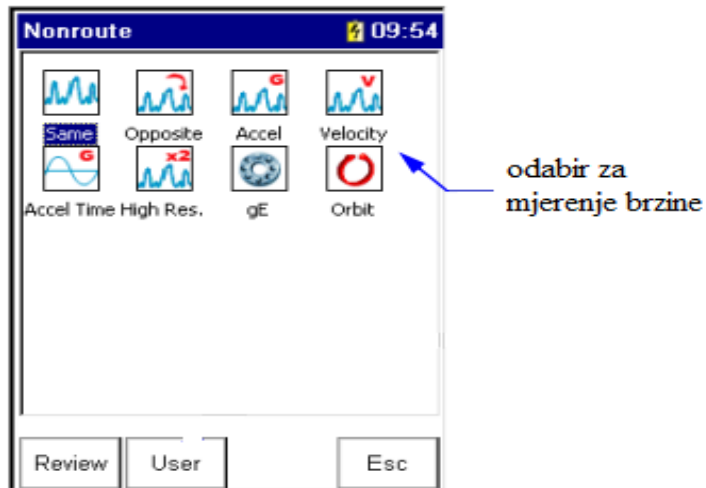 Nonroute 09:54
G V
Same Opposite Accel Velocity
G x2
Accel Time High Res. gE Orbit
odabir za
mjerenje brzine
Review User Esc